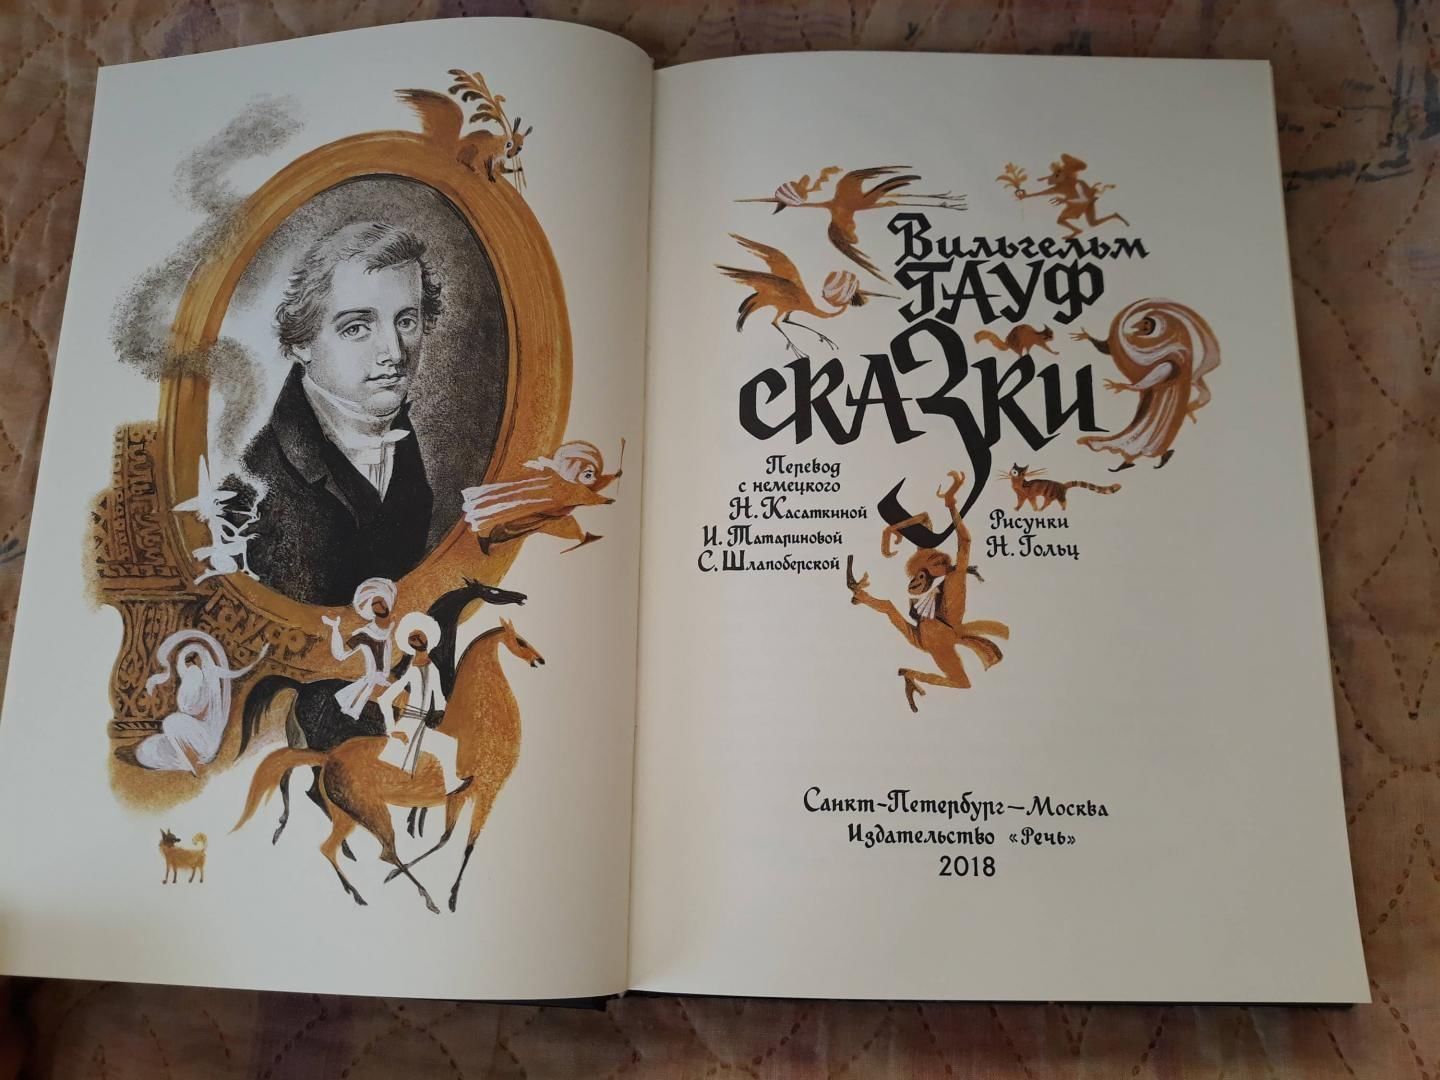 Вильгельм
ГАУФ
СКАЗКИ
Перевод
с немецкого
Н. Касаткиной
И. Татариновой
С. Шлапоберской
Рисунки
Н. Гольц
Санкт-Петербург—Москва
Издательство «Речь»
2018
Гауф